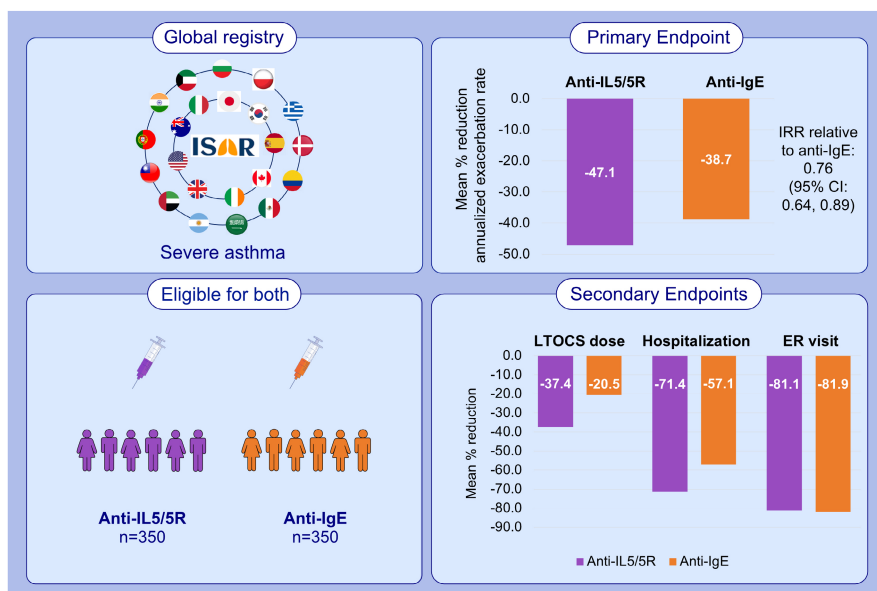 Global registry
ISAR
Severe asthma
Primary Endpoint
Anti-IL5/5R
Anti-IgE
Mean % reduction
annualized exacerbation rate
0.0
-10.0
-20.0
-30.0
-40.0
-50.0
-47.1
-38.7
IRR relative
to anti-IgE:
0.76
(95% CI:
0.64, 0.89)
Eligible for both
Anti-IL5/5R
n=350
Anti-IgE
n=350
Secondary Endpoints
LTOCS dose
Hospitalization
ER visit
Mean % reduction
0.0
-10.0
-20.0
-30.0
-40.0
-50.0
-60.0
-70.0
-80.0
-90.0
-37.4
-20.5
-71.4
-57.1
-81.1
-81.9
Anti-IL5/5R
Anti-IgE